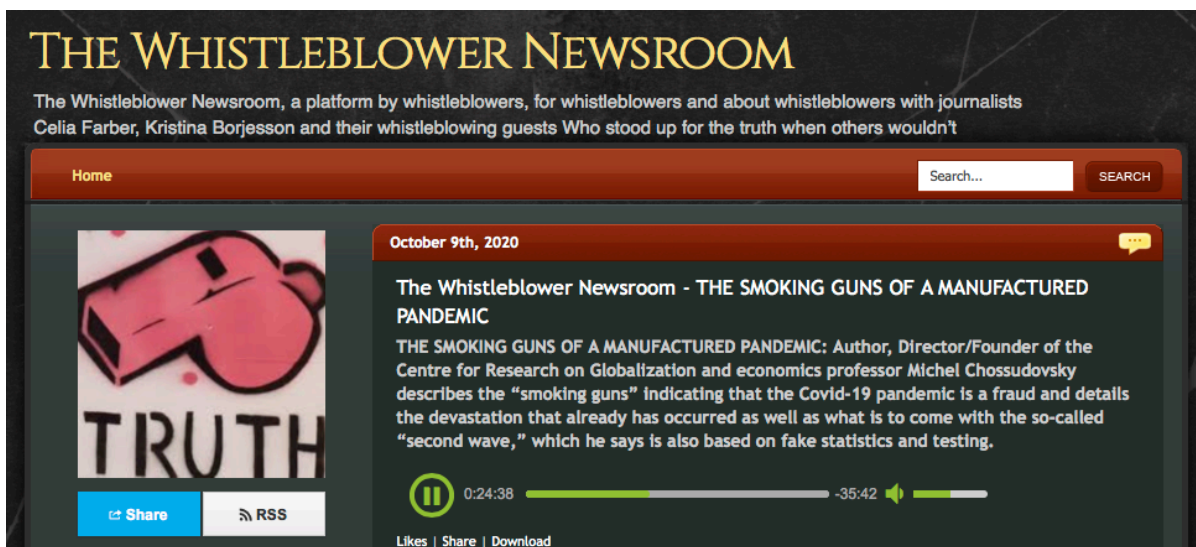 THE WHISTLEBLOWER NEWSROOM
The Whistleblower Newsroom, a platform by whistleblowers, for whistleblowers and about whistleblowers with journalists
Celia Farber, Kristina Borjesson and their whistleblowing guests Who stood up for the truth when others wouldn't
Home
Search...
SEARCH
TRUTH
Share
RSS
October 9th, 2020
The Whistleblower Newsroom - THE SMOKING GUNS OF A MANUFACTURED
PANDEMIC
THE SMOKING GUNS OF A MANUFACTURED PANDEMIC: Author, Director/Founder of the
Centre for Research on Globalization and economics professor Michel Chossudovsky
describes the “smoking guns” indicating that the Covid-19 pandemic is a fraud and details
the devastation that already has occurred as well as what is to come with the so-called
“second wave,” which he says is also based on fake statistics and testing.
0:24:38
-35:42
Likes | Share | Download